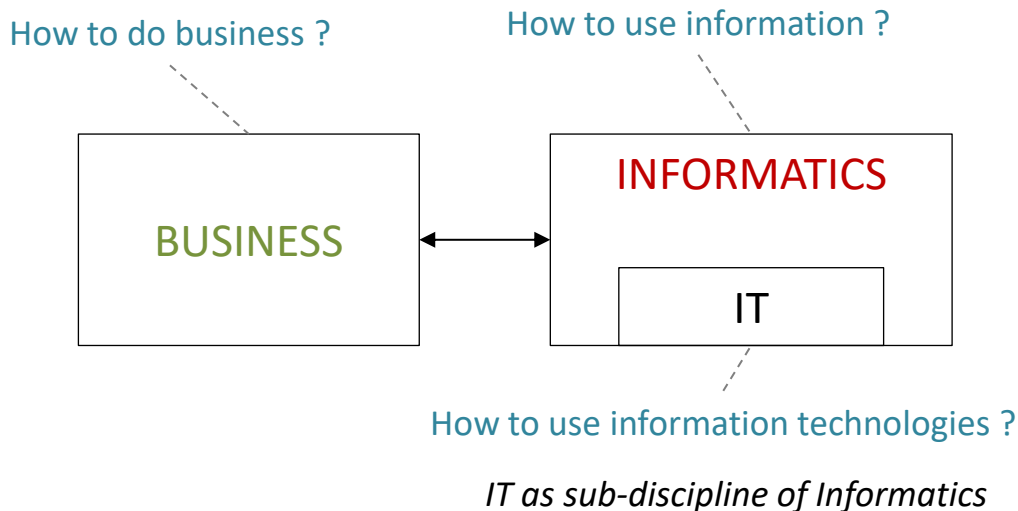 How to do business ?
How to use information ?
BUSINESS
INFORMATICS
IT
How to use information technologies ?
IT as sub-discipline of Informatics